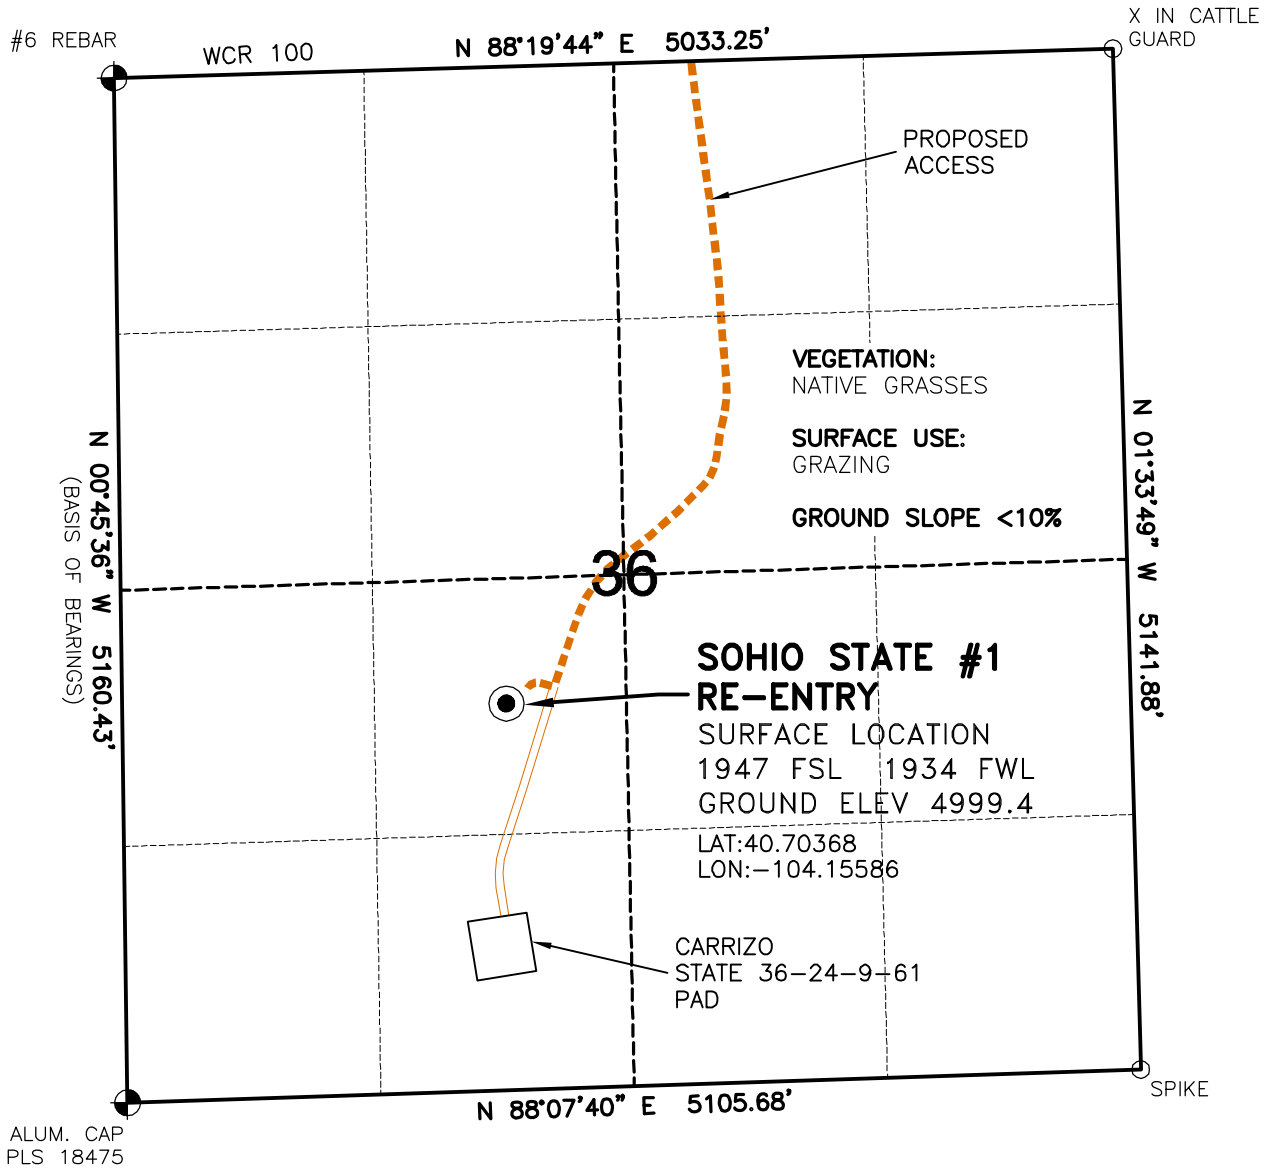 X IN CATTLE
GUARD
#6 REBAR
WCR 100
N 88°19'44" E 5033.25'
PROPOSED
ACCESS
VEGETATION:
NATIVE GRASSES
SURFACE USE:
GRAZING
GROUND SLOPE <10%
N 00°45'36" W 5160.43'
(BASIS OF BEARINGS)
N 01°33'49" W 5141.88'
36
SOHIO STATE #1
RE-ENTRY
SURFACE LOCATION
1947 FSL 1934 FWL
GROUND ELEV 4999.4
LAT:40.70368
LON:-104.15586
CARRIZO
STATE 36-24-9-61
PAD
SPIKE
N 88°07'40" E 5105.68'
ALUM. CAP
PLS 18475